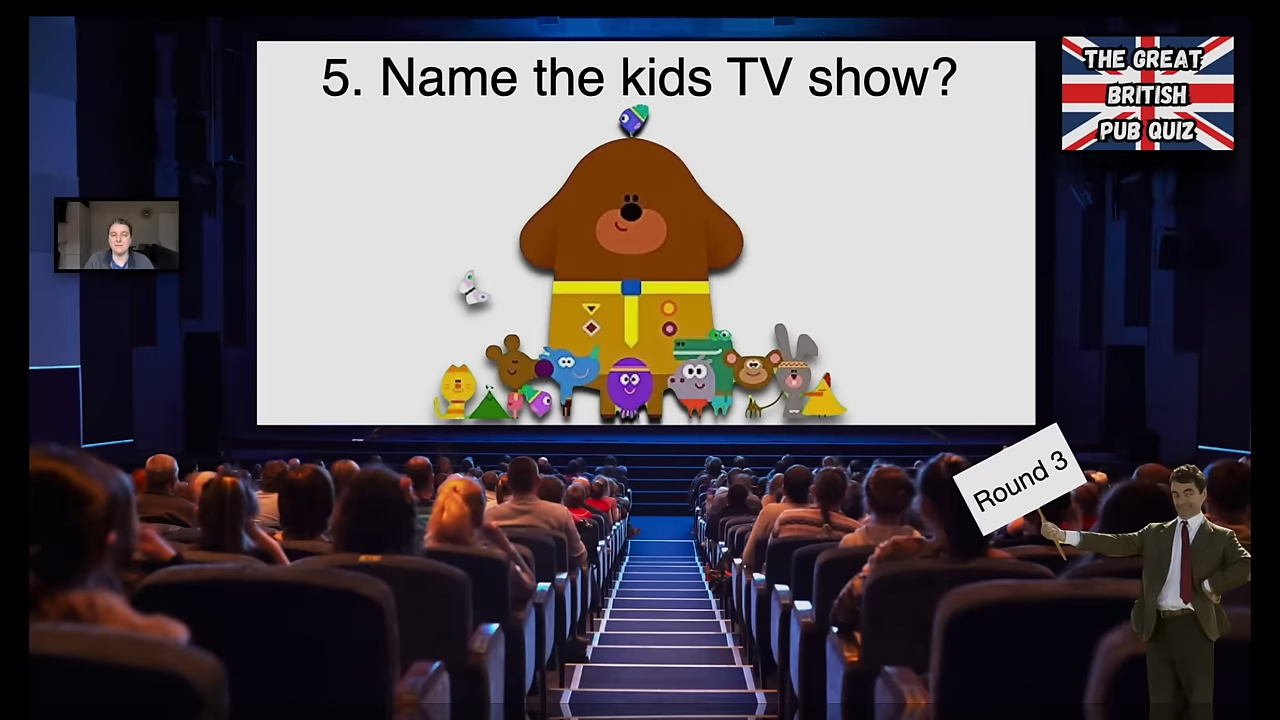 5. Name the kids TV show?
THE GREAT
BRITISH
PUB QUIZ
Round 3